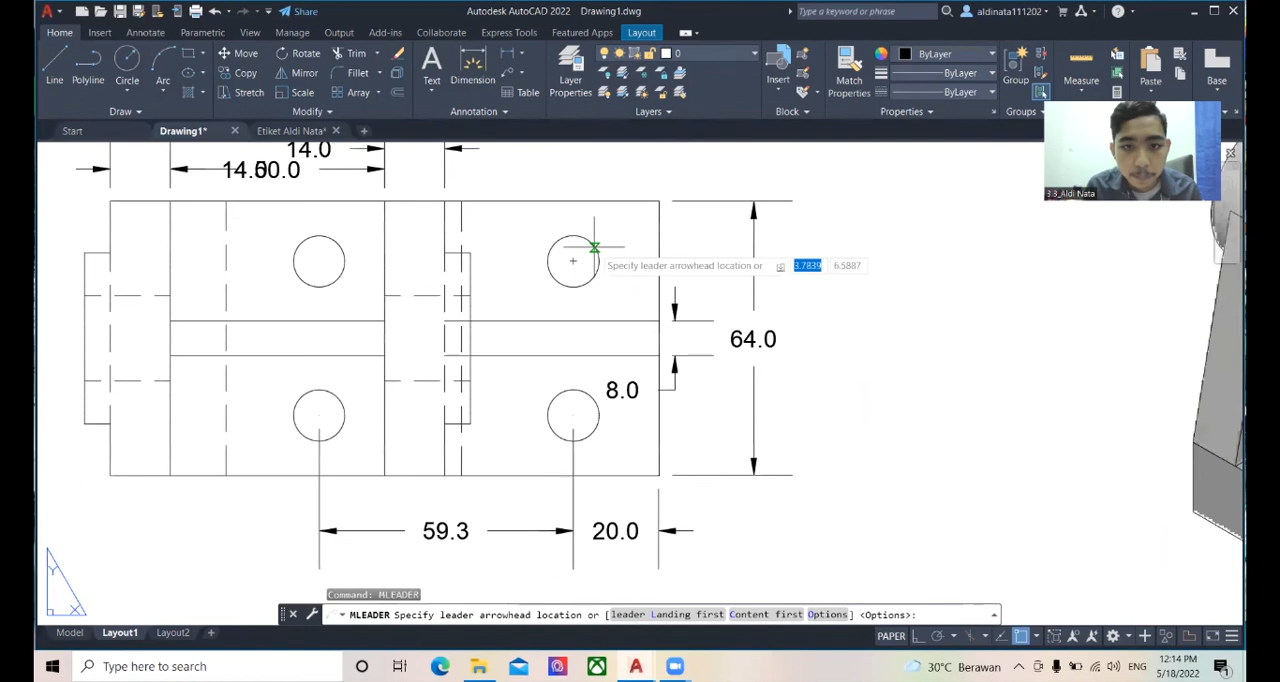 Share
Autodesk AutoCAD 2022 Drawing1.dwg
Type a keyword or phrase
aldinata111202
Home Insert Annotate Parametric View Manage Output Add-ins Collaborate Express Tools Featured Apps Layout
Line Polyline Circle Arc
Move Rotate Trim
Copy Mirror Fillet
Stretch Scale Array
Text Dimension Table
Layer Properties
0
Insert
Match Properties
ByLayer
ByLayer
ByLayer
Group
Measure
Paste
Base
Draw Modify Annotation Layers Block Properties Groups
Start Drawing1* Etiket Aldi Nata*
3.3_Aldi Nata
14.0
Specify leader arrowhead location or 3.7839 6.5887
64.0
8.0
59.3
20.0
Y
X
Command: MLEADER
MLEADER Specify leader arrowhead location or [leader Landing first Content first Options] <Options>:
Model Layout1 Layout2
PAPER
Type here to search
30°C Berawan
ENG
12:14 PM
5/18/2022
1